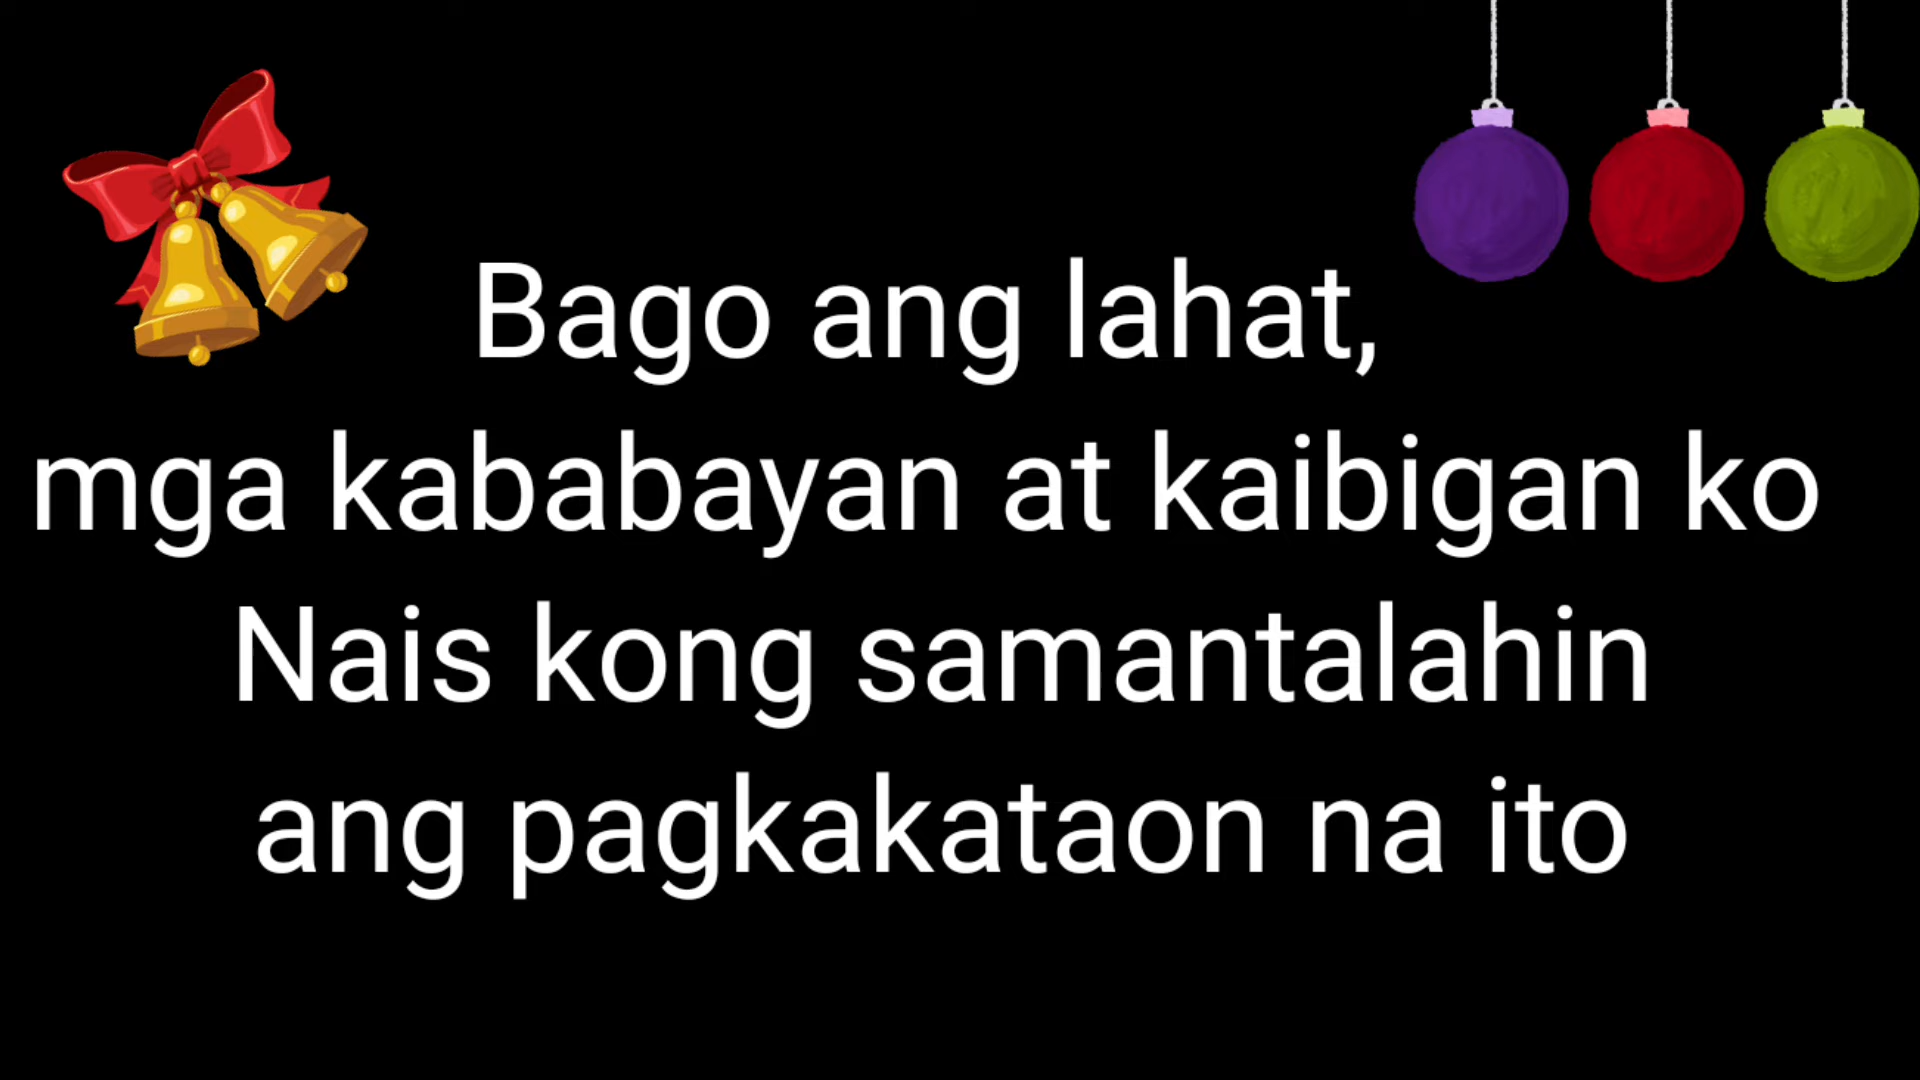 Bago ang lahat,
mga kababayan at kaibigan ko
Nais kong samantalahin
ang pagkakataon na ito